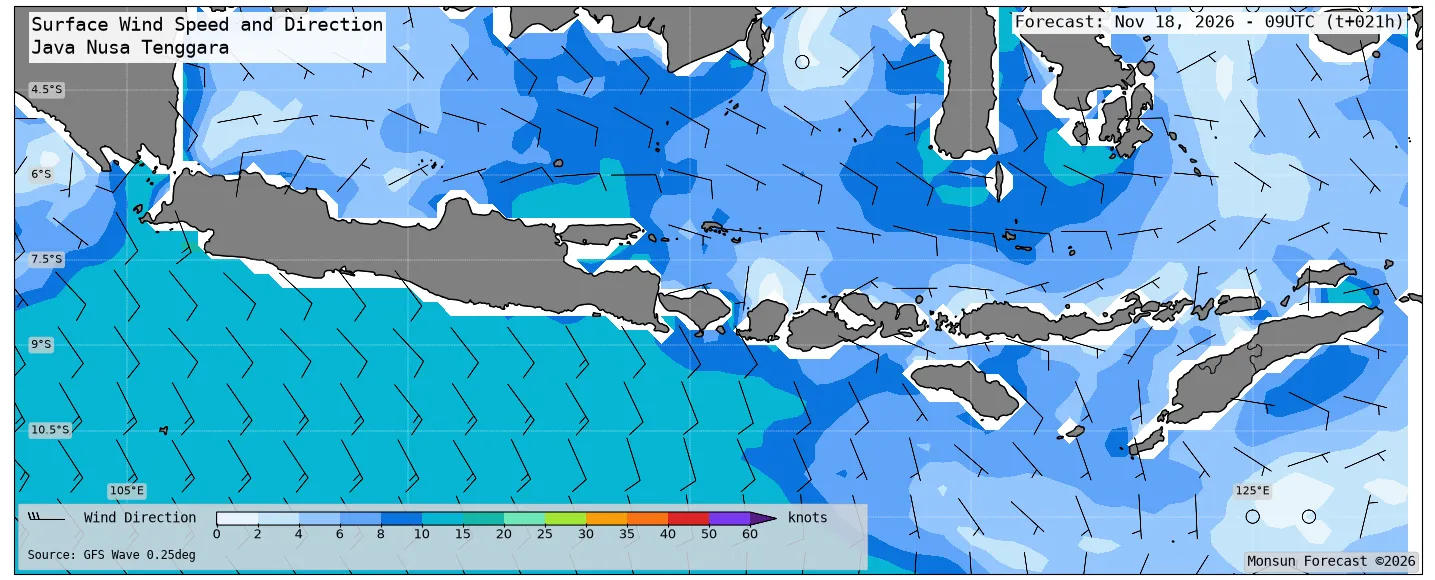 Surface Wind Speed and Direction
Java Nusa Tenggara
Forecast: Nov 18, 2026 - 09UTC (t+021h)
4.5°S
6°S
7.5°S
9°S
10.5°S
105°E
125°E
Wind Direction
0 2 4 6 8 10 15 20 25 30 35 40 50 60
knots
Source: GFS Wave 0.25deg
Monsun Forecast ©2026